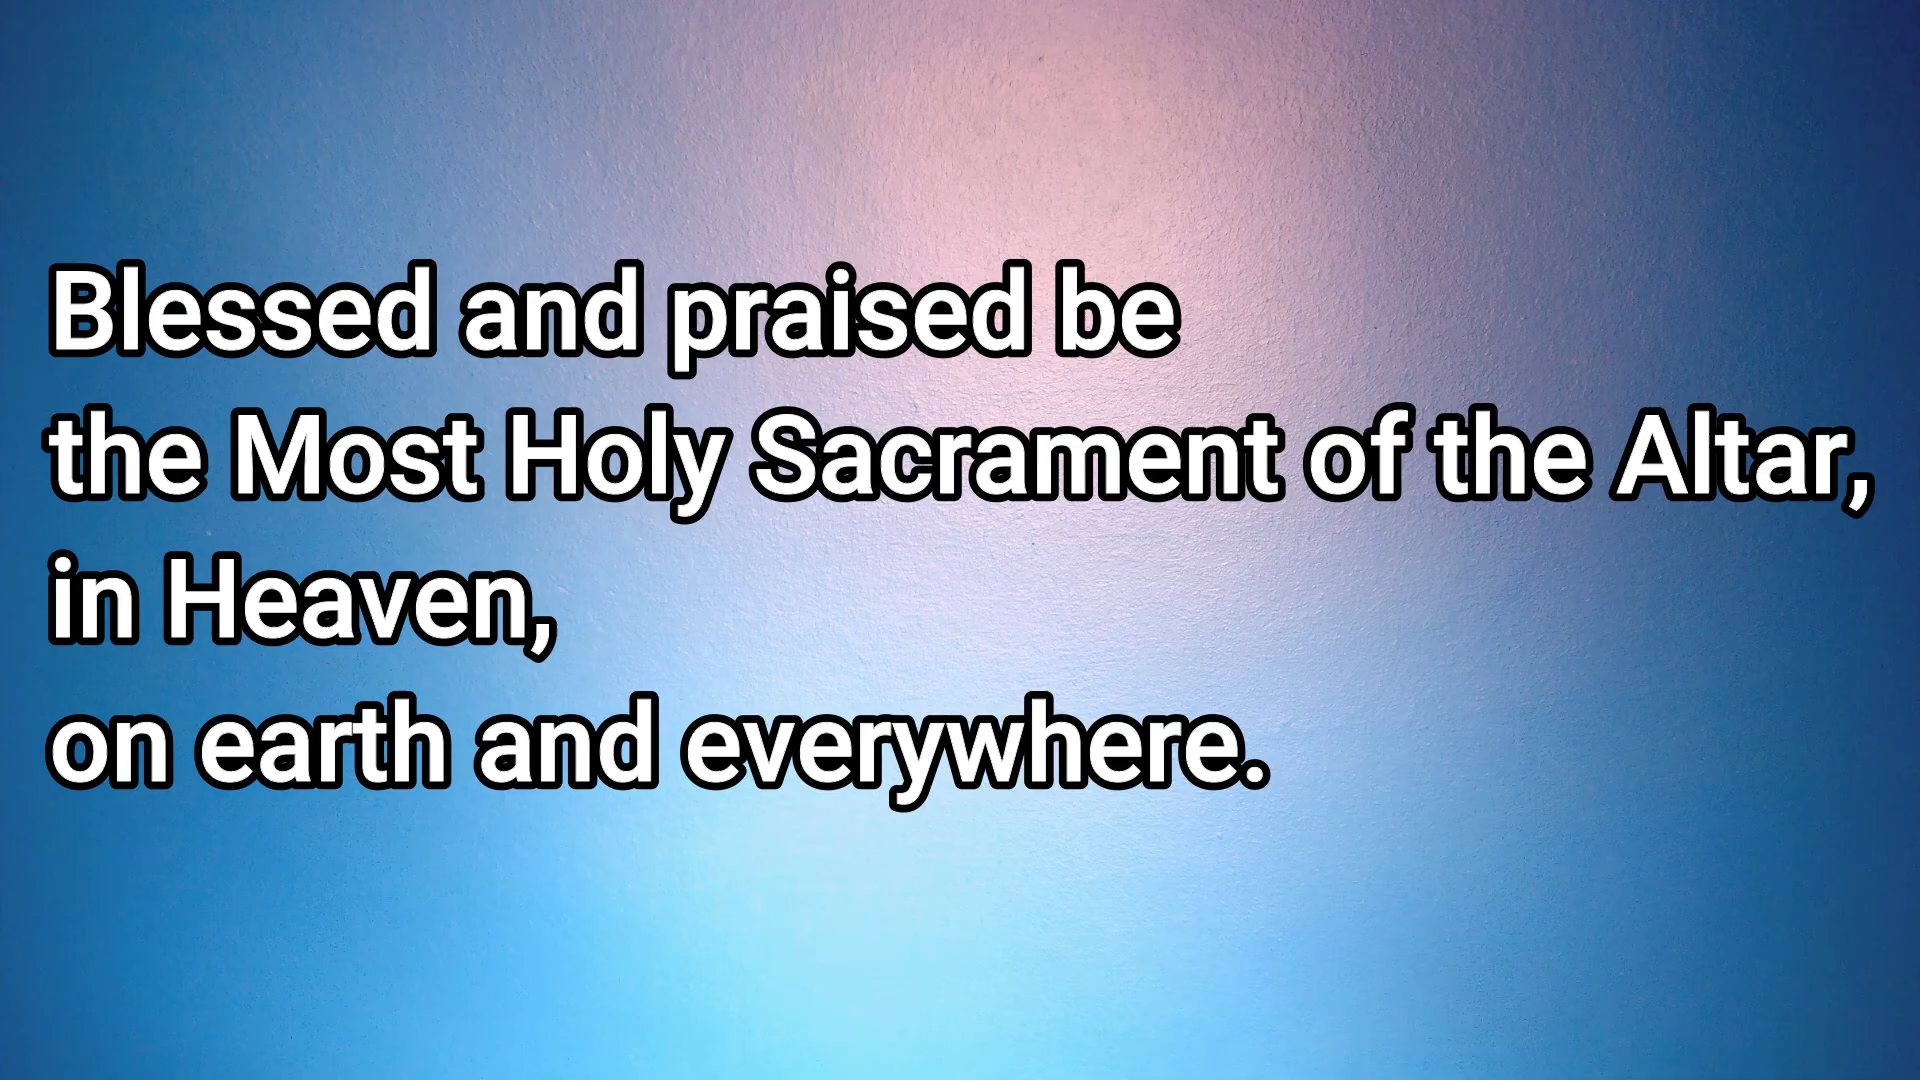 Blessed and praised be
the Most Holy Sacrament of the Altar,
in Heaven,
on earth and everywhere.